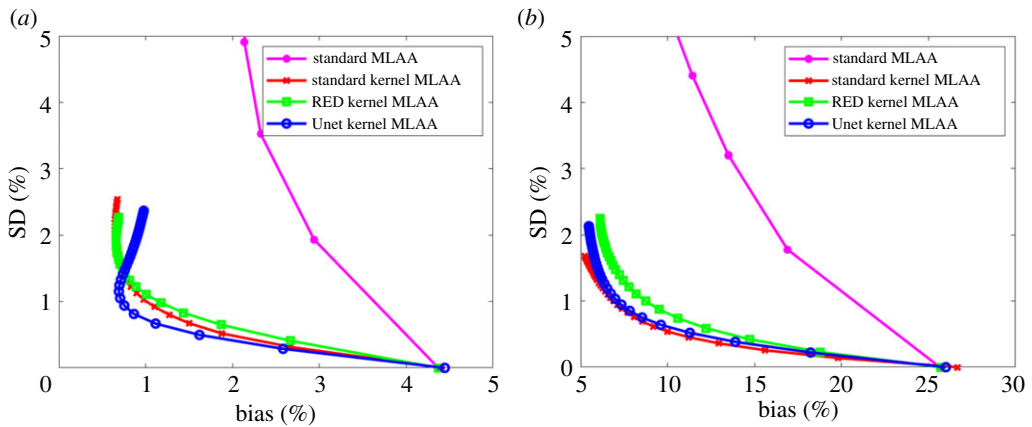 (a)
5
4
3
2
1
0
SD (%)
standard MLAA
standard kernel MLAA
RED kernel MLAA
Unet kernel MLAA
0 1 2 3 4 5
bias (%)
(b)
5
4
3
2
1
0
SD (%)
standard MLAA
standard kernel MLAA
RED kernel MLAA
Unet kernel MLAA
5 10 15 20 25 30
bias (%)